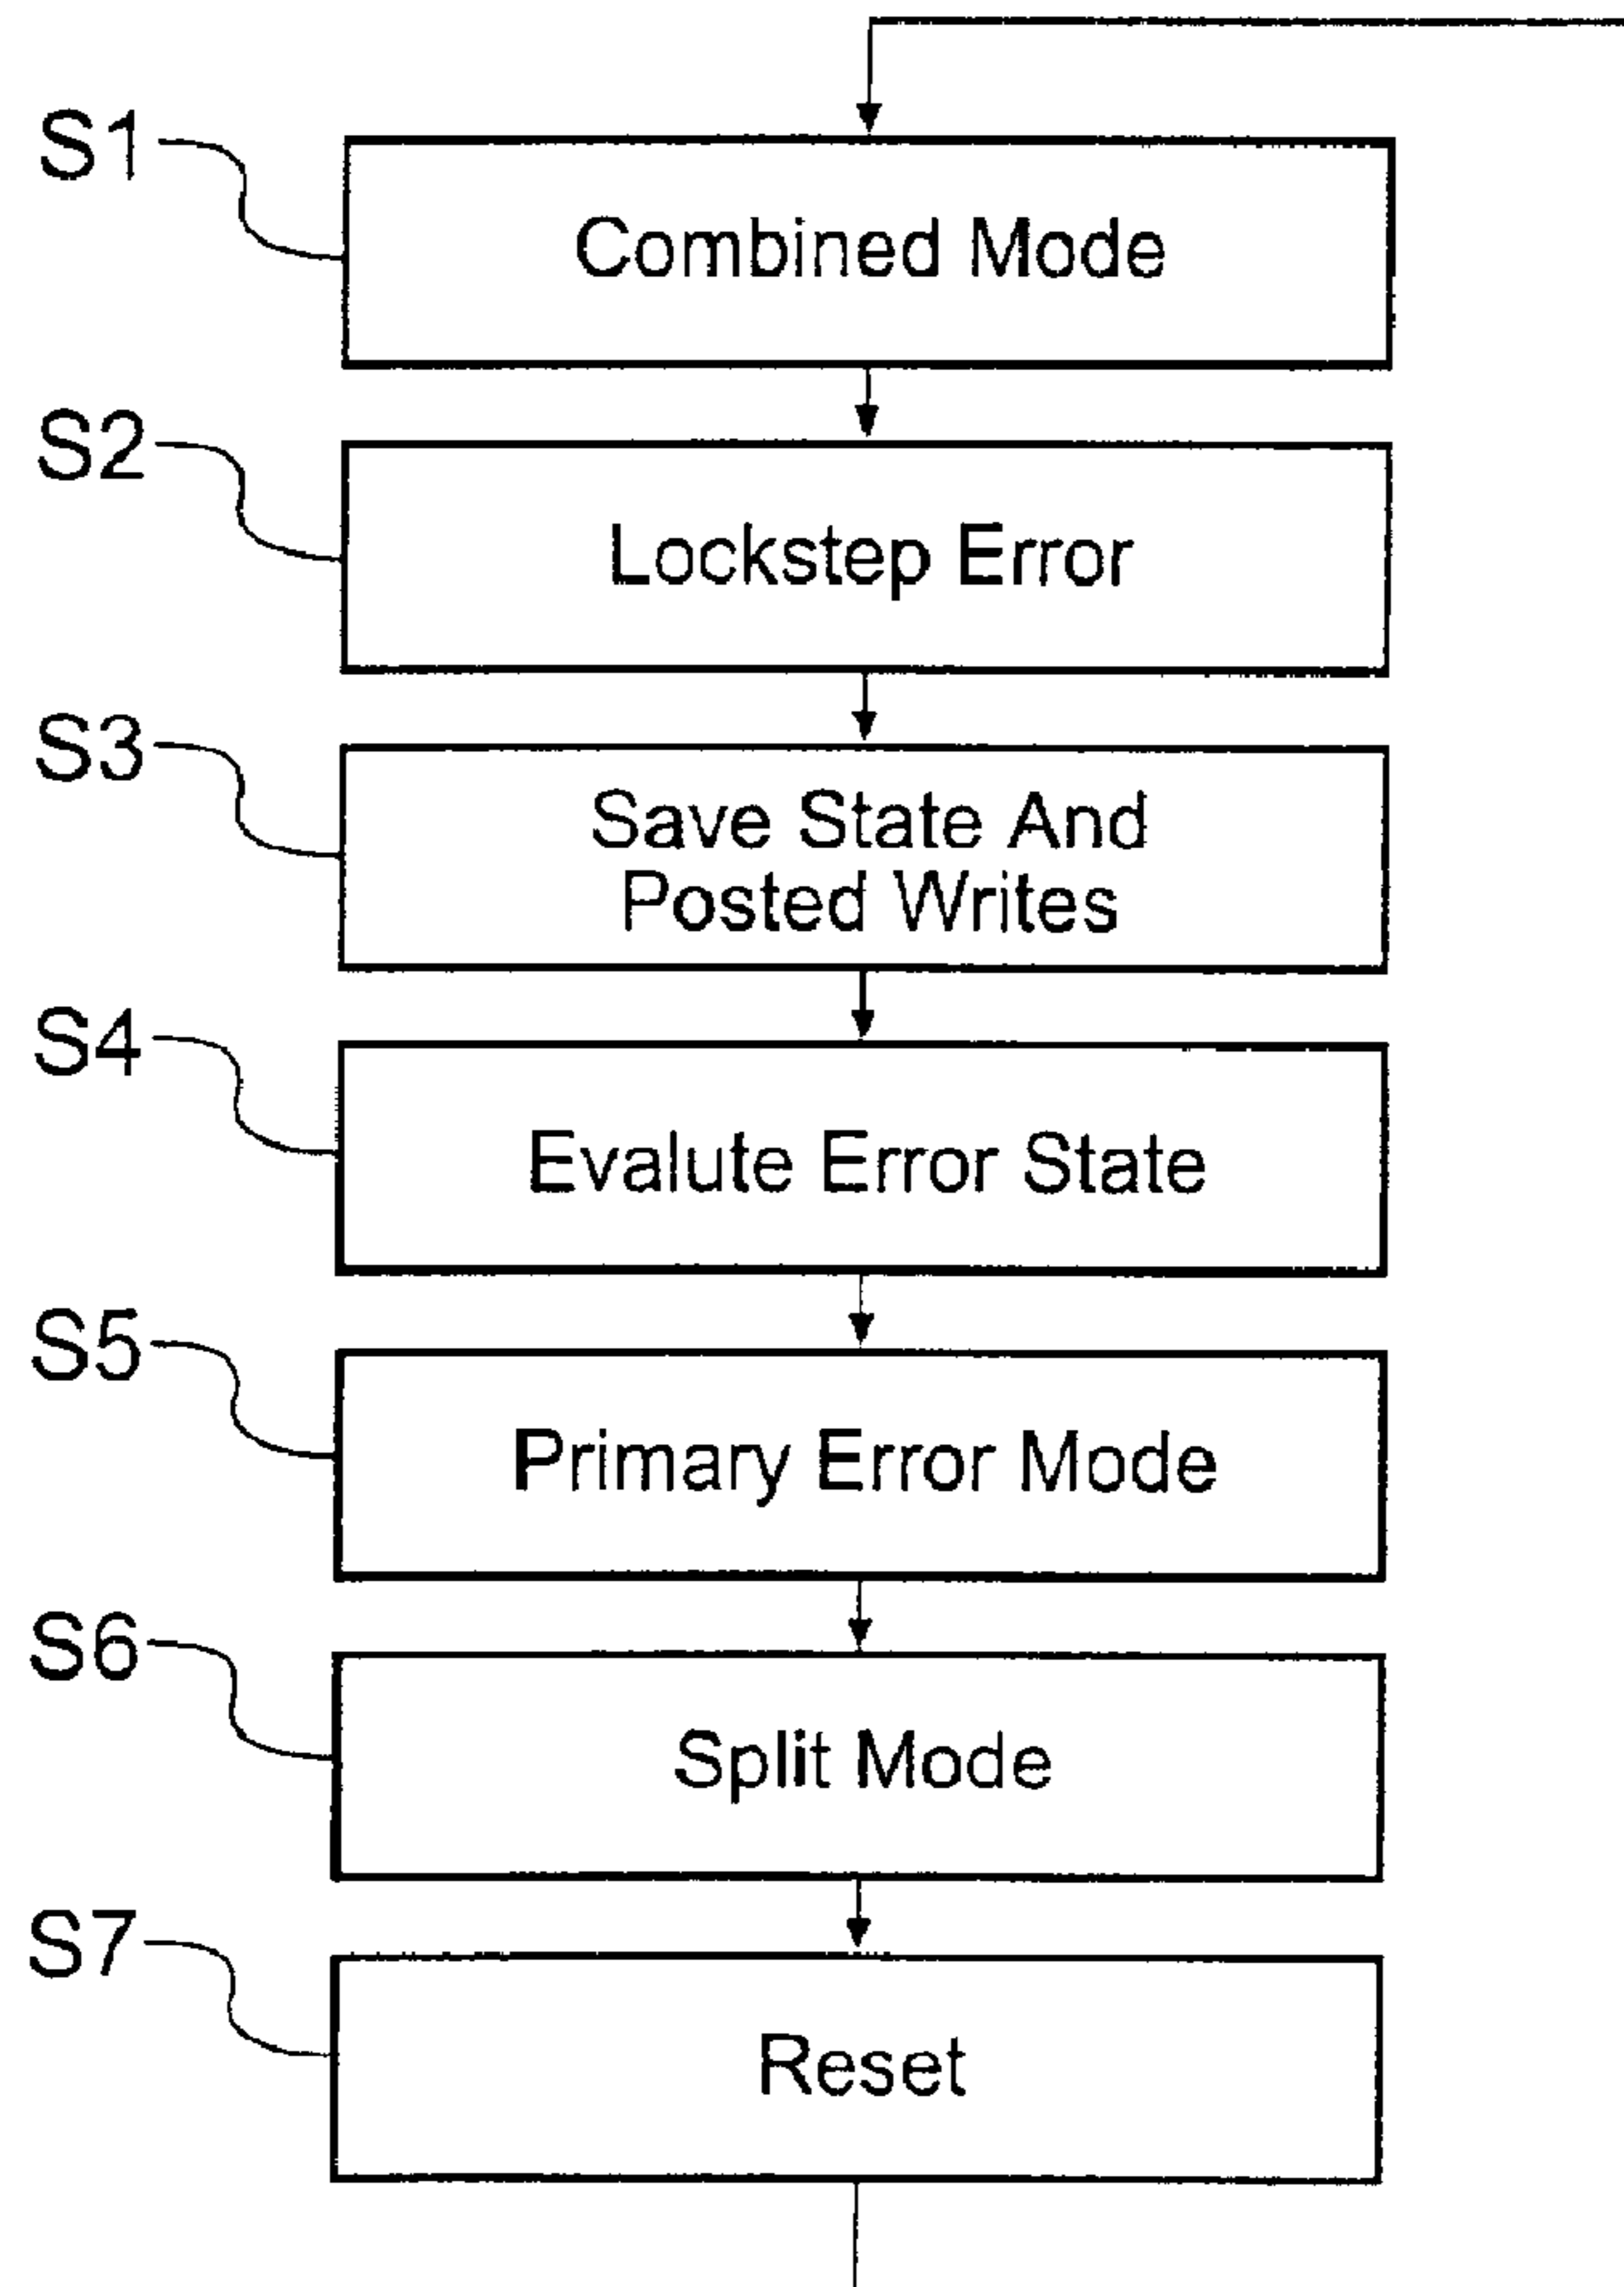 S1
Combined Mode
S2
Lockstep Error
S3
Save State And
Posted Writes
S4
Evalute Error State
S5
Primary Error Mode
S6
Split Mode
S7
Reset